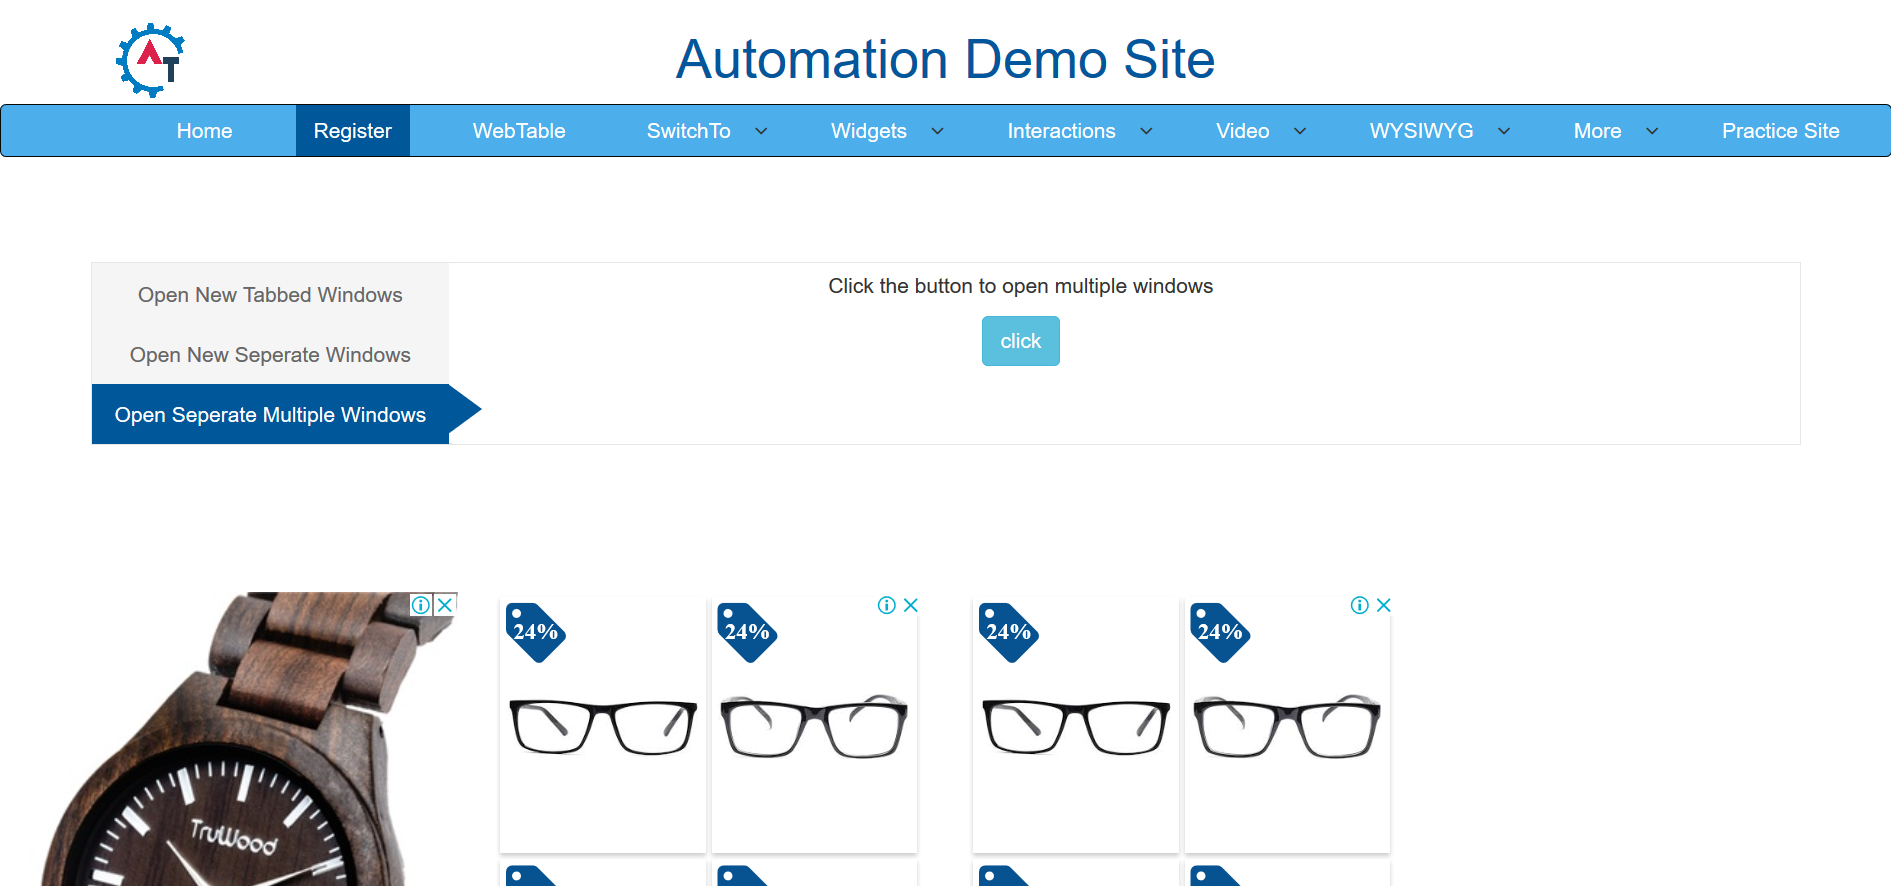 AT
Automation Demo Site
Home Register WebTable SwitchTo Widgets Interactions Video WYSIWYG More Practice Site
Open New Tabbed Windows
Open New Seperate Windows
Open Seperate Multiple Windows
Click the button to open multiple windows
click
TruWood
24% 24% 24% 24%